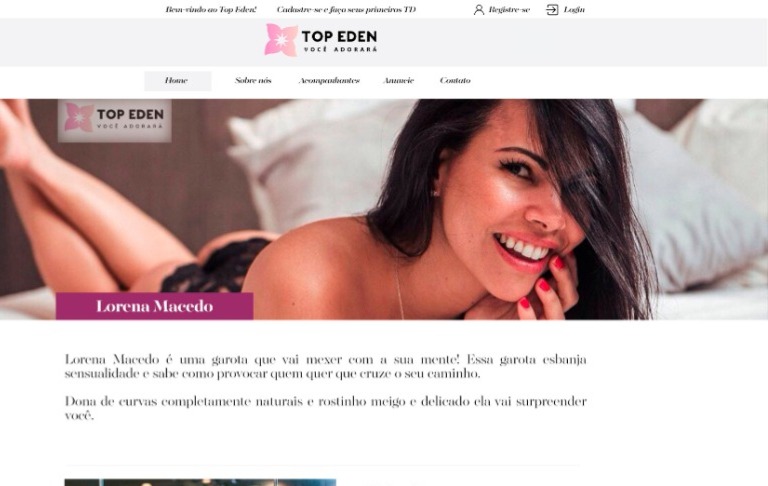 Bem-vindo ao Top Eden! Cadastre-se e faça seus primeiros TD Registre-se Login
TOP EDEN
VOCÊ ADORARÁ
Home Sobre nós Acompanhantes Anuncie Contato
TOP EDEN
VOCÊ ADORARÁ
Lorena Macedo
Lorena Macedo é uma garota que vai mexer com a sua mente! Essa garota esbanja
sensualidade e sabe como provocar quem quer que cruze o seu caminho.
Dona de curvas completamente naturais e rostinho meigo e delicado ela vai surpreender
você.